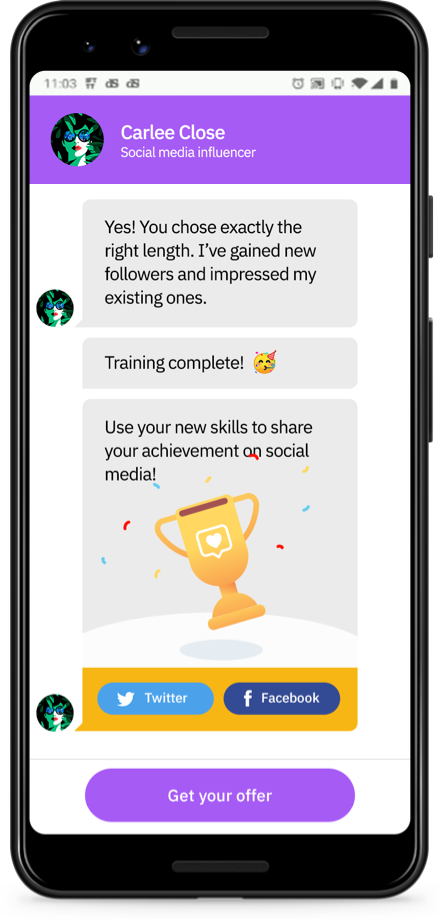 11:03
Carlee Close
Social media influencer
Yes! You chose exactly the
right length. I’ve gained new
followers and impressed my
existing ones.
Training complete!
Use your new skills to share
your achievement on social
media!
Twitter
Facebook
Get your offer